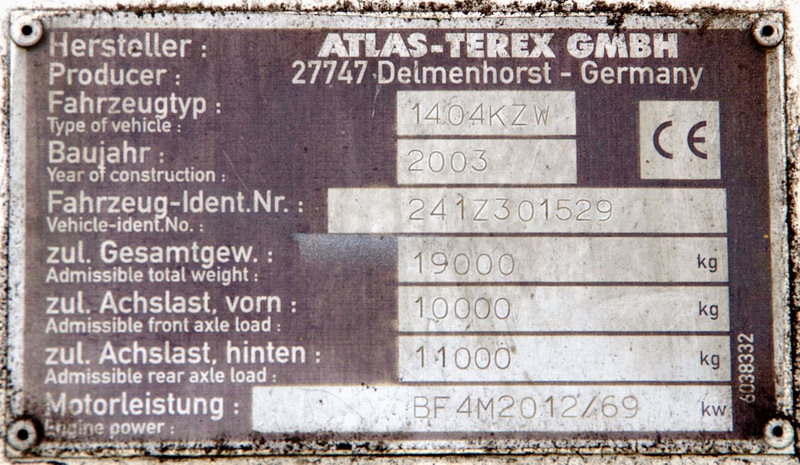 Hersteller : ATLAS-TEREX GMBH
Producer : 27747 Delmenhorst - Germany
Fahrzeugtyp : 1404KZW
Type of vehicle :
CE
Baujahr : 2003
Year of construction :
Fahrzeug-Ident.Nr. : 241Z301529
Vehicle-ident.No. :
zul. Gesamtgew. : 19000 kg
Admissible total weight :
zul. Achslast, vorn : 10000 kg
Admissible front axle load :
zul. Achslast, hinten : 11000 kg
Admissible rear axle load :
Motorleistung : BF4M2012/69 kw
Engine power :
6038332